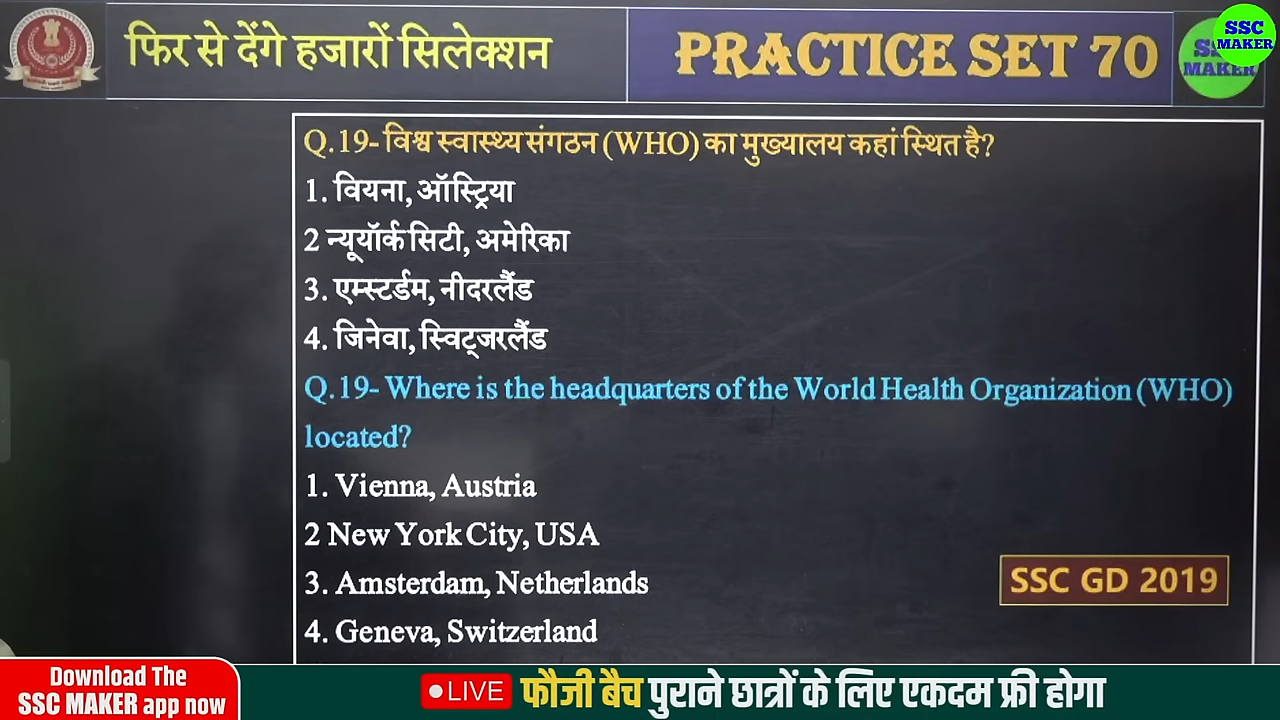 फिर से देंगे हजारों सिलेक्शन
PRACTICE SET 70
SSC
MAKER
MAKER
Q.19- विश्व स्वास्थ्य संगठन (WHO) का मुख्यालय कहां स्थित है?
1. वियना, ऑस्ट्रिया
2 न्यूयॉर्क सिटी, अमेरिका
3. एम्स्टर्डम, नीदरलैंड
4. जिनेवा, स्विट्जरलैंड
Q.19- Where is the headquarters of the World Health Organization (WHO)
located?
1. Vienna, Austria
2 New York City, USA
3. Amsterdam, Netherlands
SSC GD 2019
4. Geneva, Switzerland
Download The
SSC MAKER app now
LIVE
फौजी बैच पुराने छात्रों के लिए एकदम फ्री होगा